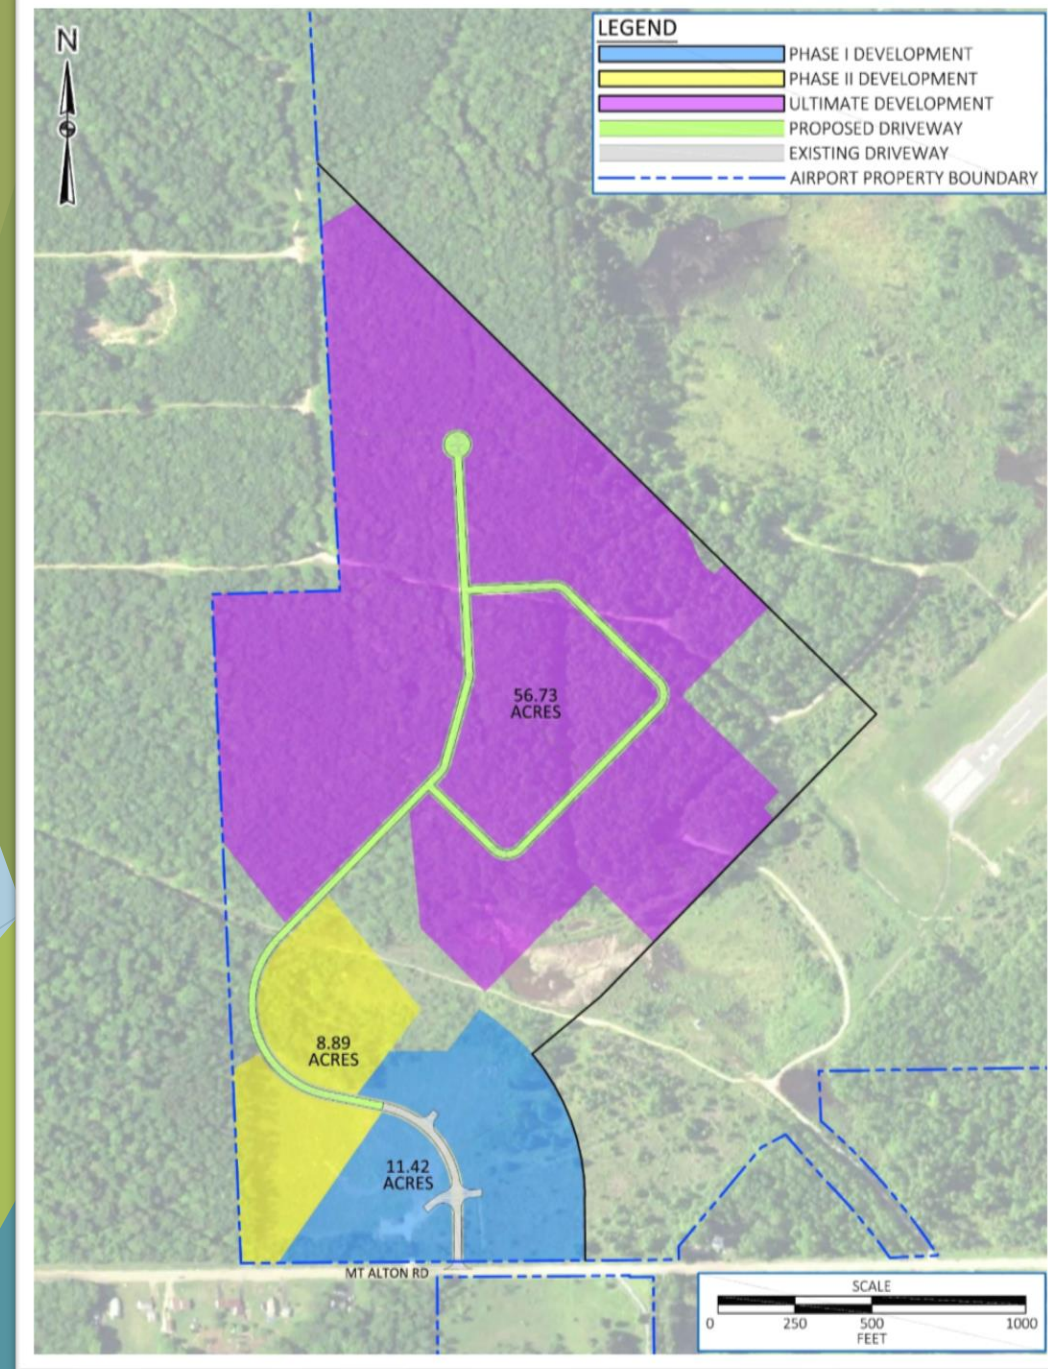 N
LEGEND
PHASE I DEVELOPMENT
PHASE II DEVELOPMENT
ULTIMATE DEVELOPMENT
PROPOSED DRIVEWAY
EXISTING DRIVEWAY
AIRPORT PROPERTY BOUNDARY
56.73
ACRES
8.89
ACRES
11.42
ACRES
MT ALTON RD
SCALE
0 250 500 1000
FEET